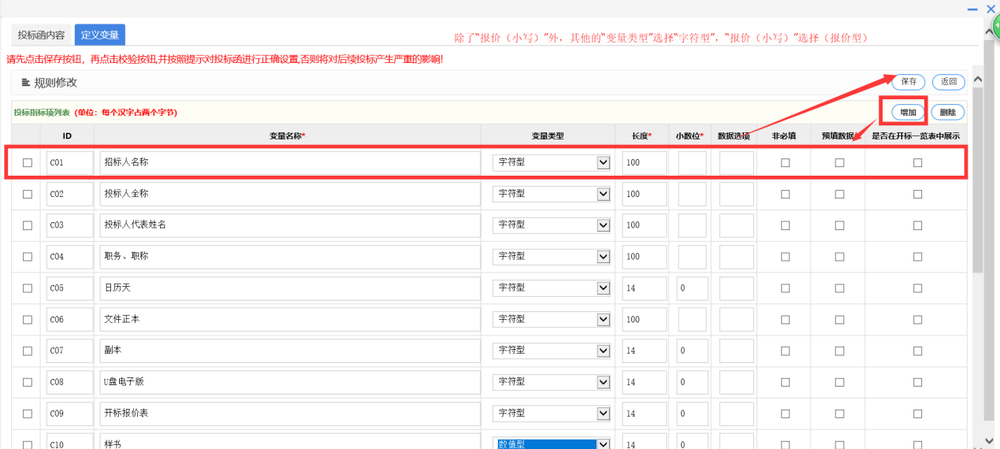 投标函内容 定义变量
除了“报价（小写）”外，其他的“变量类型”选择“字符型”，“报价（小写）”选择（报价型）
请先点击保存按钮，再点击校验按钮,并按照提示对投标函进行正确设置,否则将对后续投标产生严重的影响!
规则修改 保存 返回
投标指标项列表 (单位：每个汉字占两个字节) 增加 删除
ID 变量名称* 变量类型 长度* 小数位* 数据选项 非必填 预填数据 是否在开标一览表中展示
C01 招标人名称 字符型 100
C02 投标人全称 字符型 100
C03 投标人代表姓名 字符型 100
C04 职务、职称 字符型 100
C05 日历天 字符型 14 0
C06 文件正本 字符型 100
C07 副本 字符型 14 0
C08 U盘电子版 字符型 14 0
C09 开标报价表 字符型 14 0
C10 样书 数值型 14 0